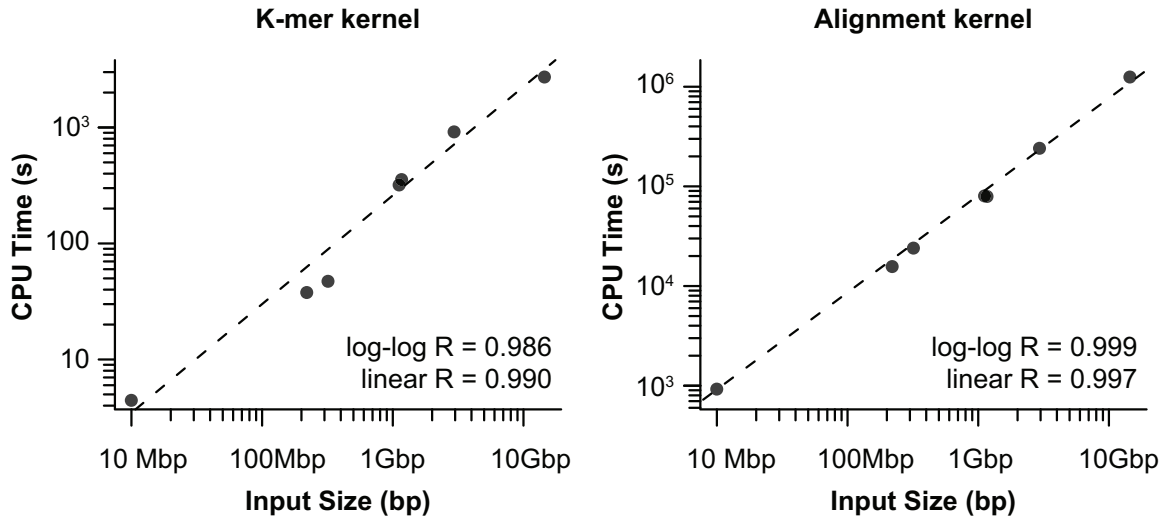 K-mer kernel
CPU Time (s)
10³
100
10
log-log R = 0.986
linear R = 0.990
10 Mbp 100Mbp 1Gbp 10Gbp
Input Size (bp)
Alignment kernel
CPU Time (s)
10⁶
10⁵
10⁴
10³
log-log R = 0.999
linear R = 0.997
10 Mbp 100Mbp 1Gbp 10Gbp
Input Size (bp)